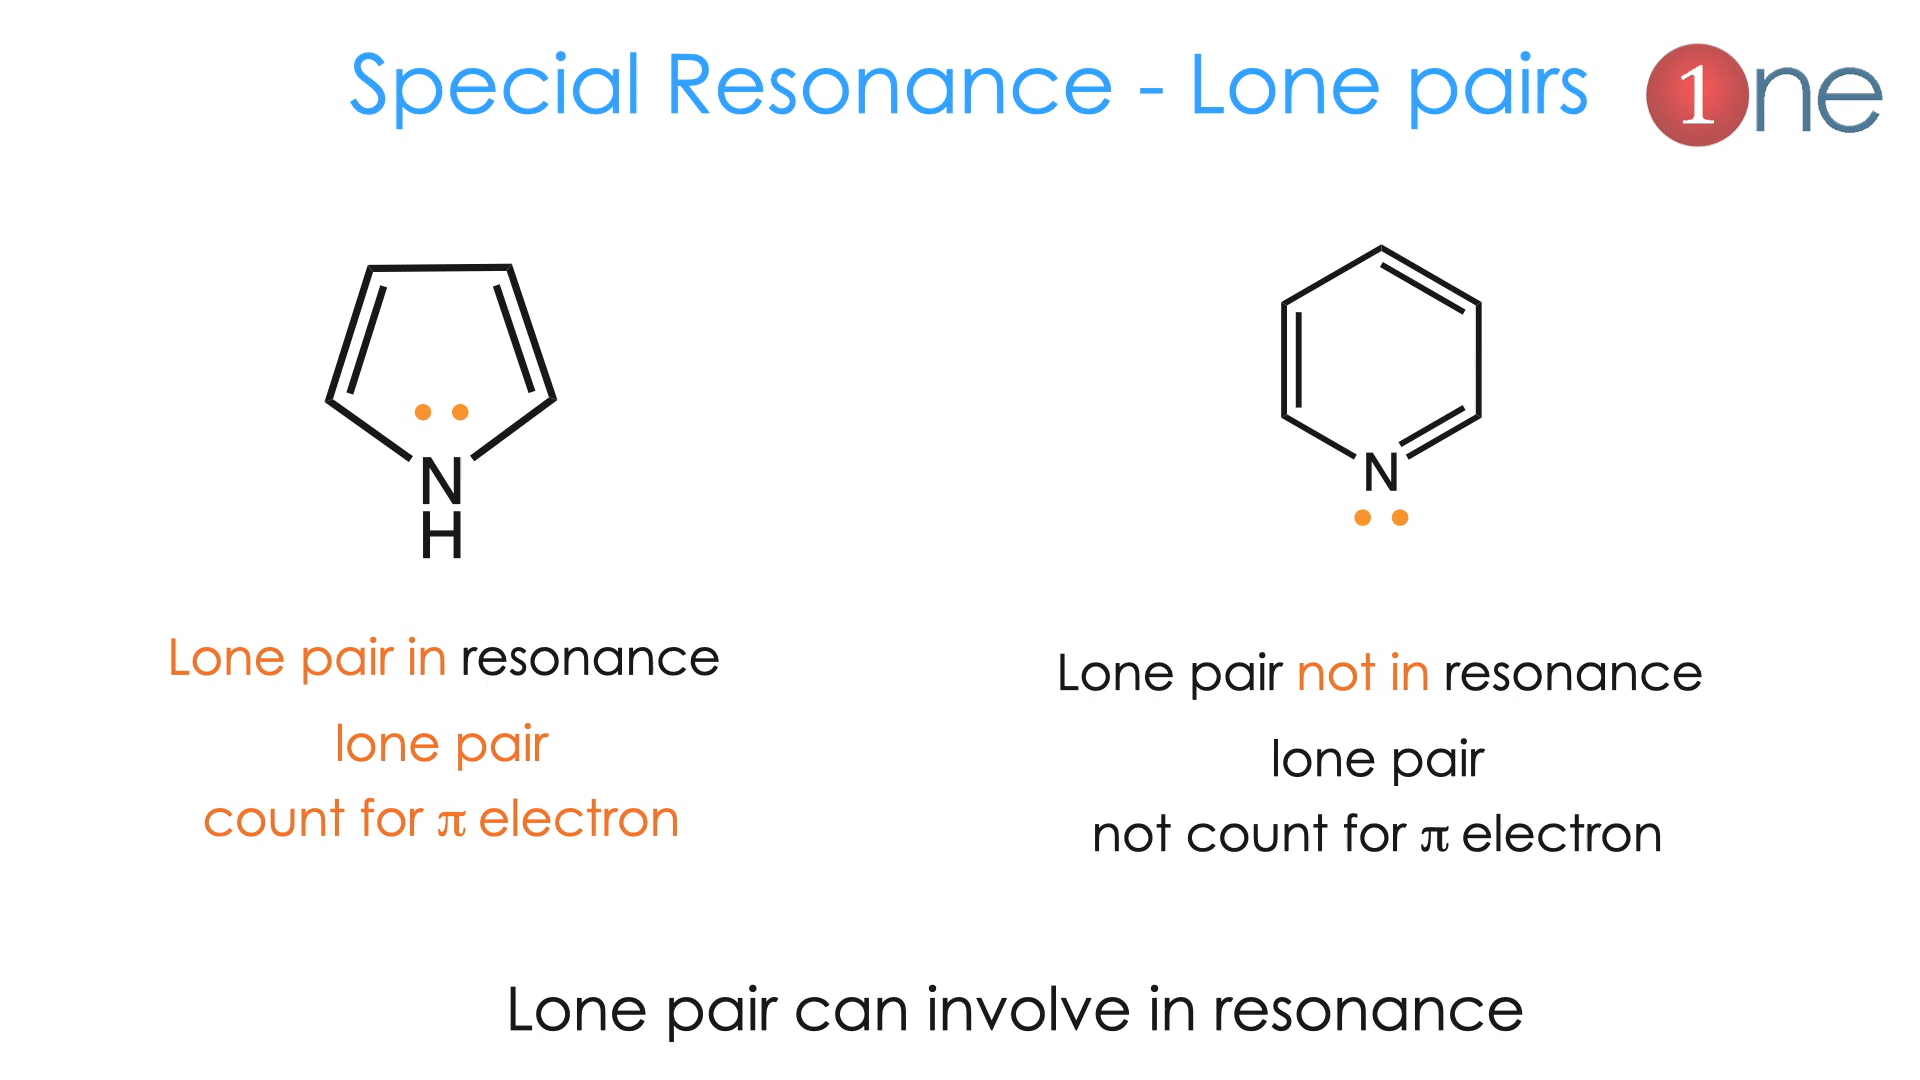 Special Resonance - Lone pairs
1ne
N
H
N
Lone pair in resonance
lone pair
count for π electron
Lone pair not in resonance
lone pair
not count for π electron
Lone pair can involve in resonance